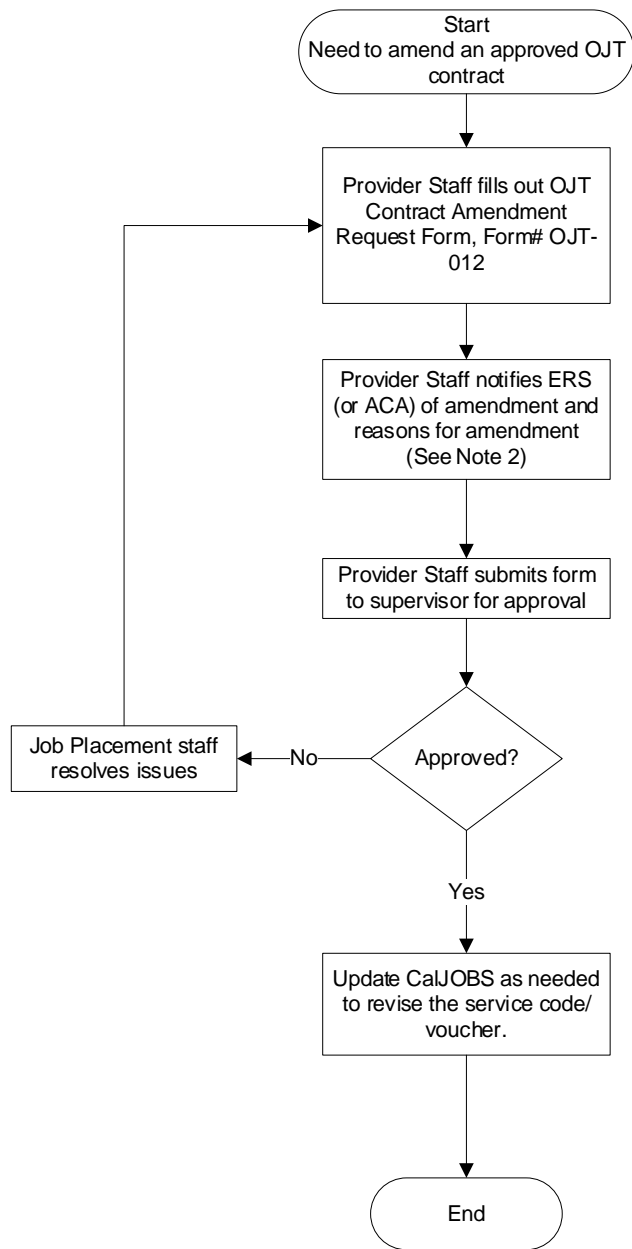 Start
Need to amend an approved OJT
contract
Provider Staff fills out OJT
Contract Amendment
Request Form, Form# OJT-
012
Provider Staff notifies ERS
(or ACA) of amendment and
reasons for amendment
(See Note 2)
Provider Staff submits form
to supervisor for approval
Approved?
No
Job Placement staff
resolves issues
Yes
Update CalJOBS as needed
to revise the service code/
voucher.
End